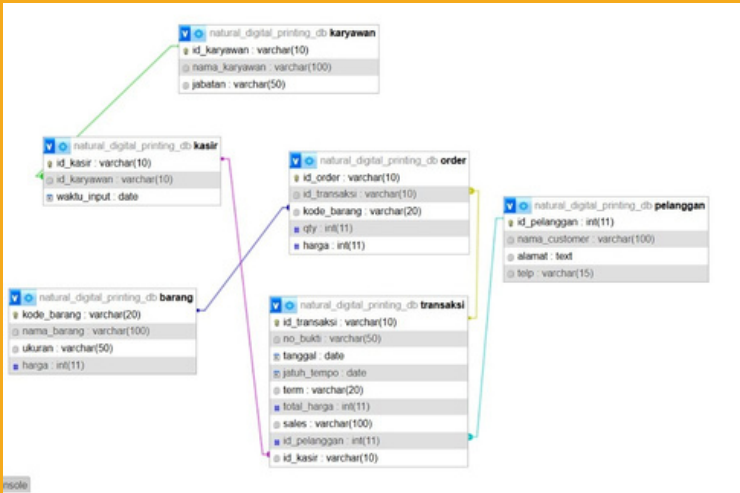 natural_digital_printing_db karyawan
id_karyawan : varchar(10)
nama_karyawan : varchar(100)
jabatan : varchar(50)
natural_digital_printing_db kasir
id_kasir : varchar(10)
id_karyawan : varchar(10)
waktu_input : date
natural_digital_printing_db order
id_order : varchar(10)
id_transaksi : varchar(10)
kode_barang : varchar(20)
qty : int(11)
harga : int(11)
natural_digital_printing_db pelanggan
id_pelanggan : int(11)
nama_customer : varchar(100)
alamat : text
telp : varchar(15)
natural_digital_printing_db barang
kode_barang : varchar(20)
nama_barang : varchar(100)
ukuran : varchar(50)
harga : int(11)
natural_digital_printing_db transaksi
id_transaksi : varchar(10)
no_bukti : varchar(50)
tanggal : date
jatuh_tempo : date
term : varchar(20)
total_harga : int(11)
sales : varchar(100)
id_pelanggan : int(11)
id_kasir : varchar(10)
nsole